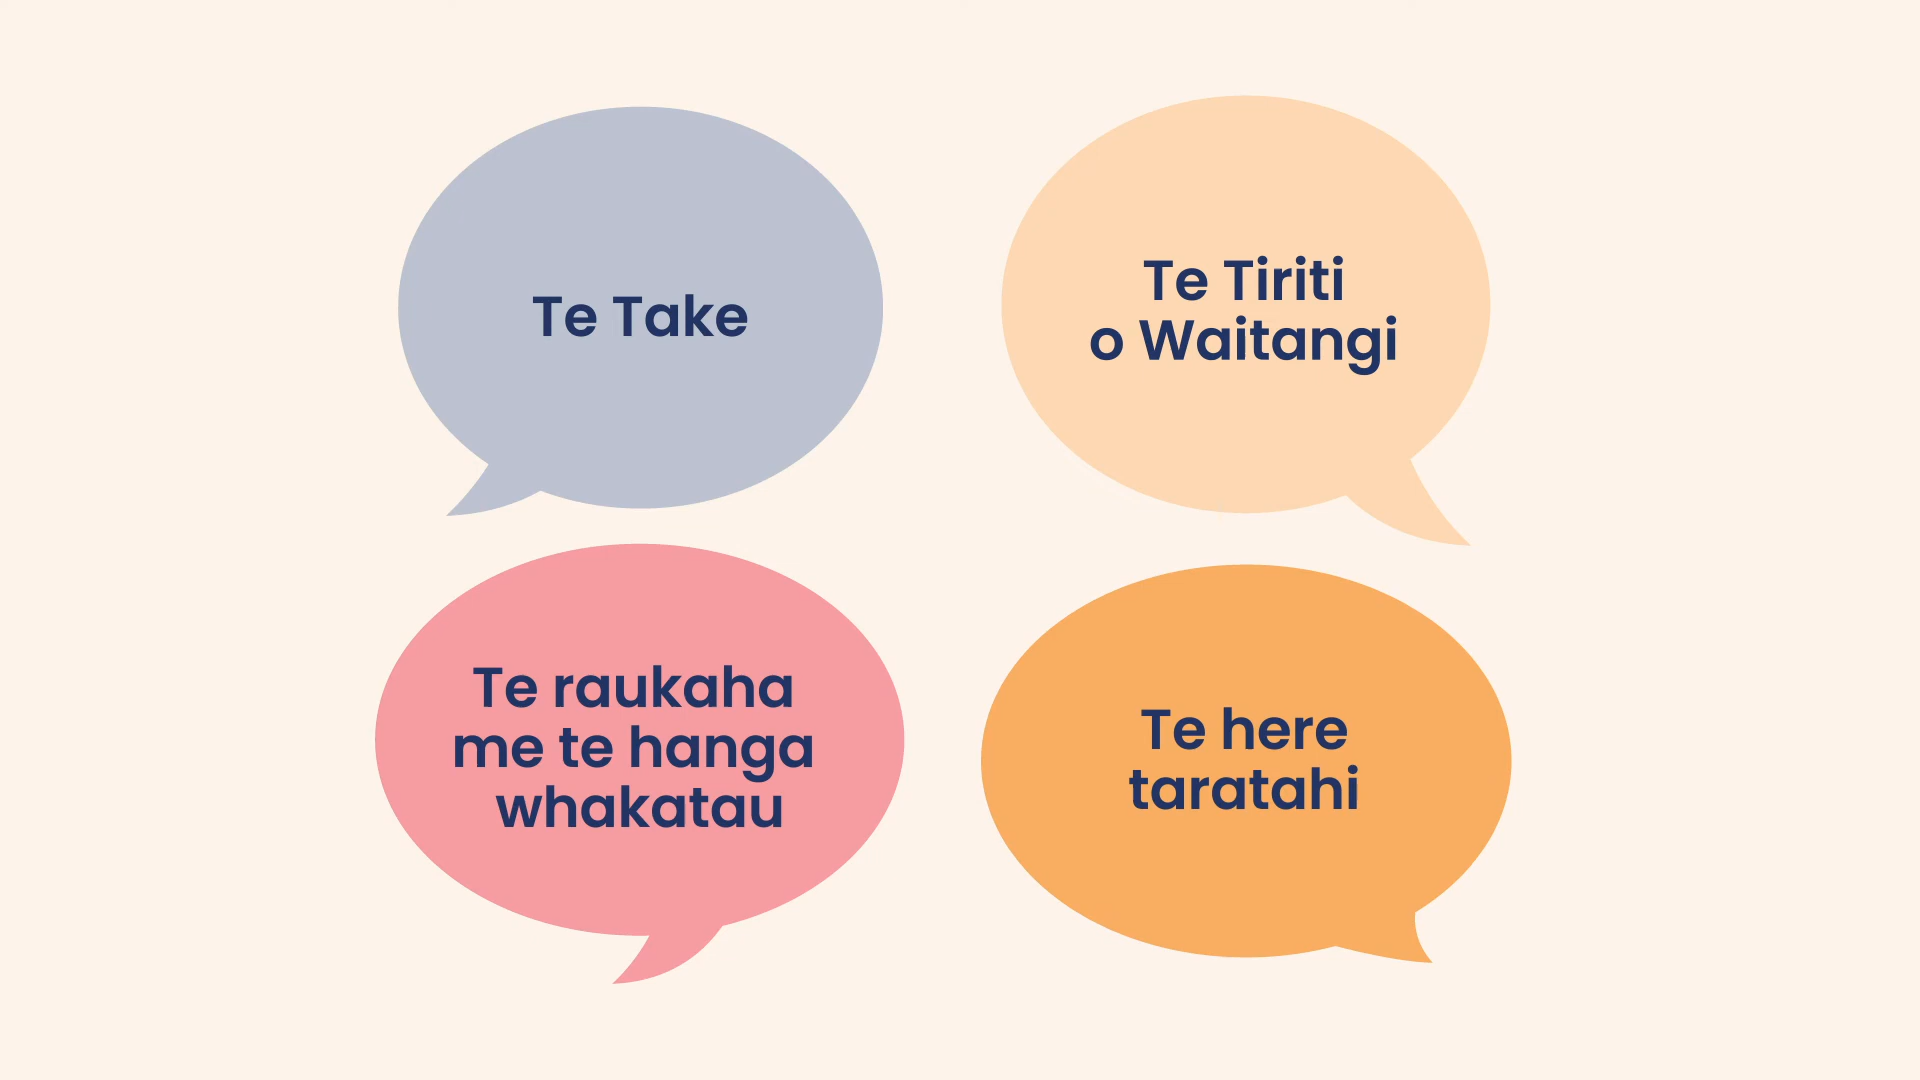 Te Take
Te Tiriti
o Waitangi
Te raukaha
me te hanga
whakatau
Te here
taratahi